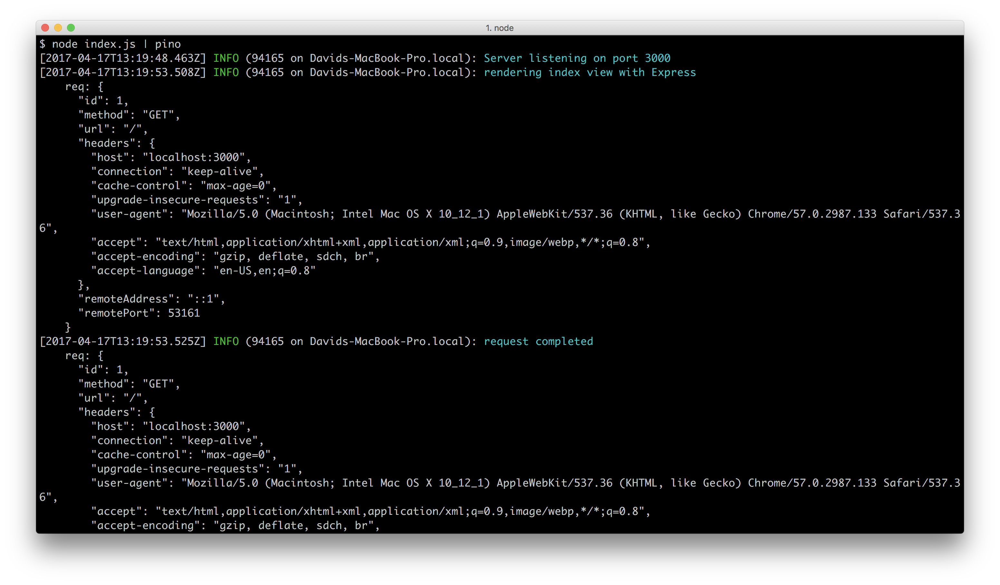 1. node
$ node index.js | pino
[2017-04-17T13:19:48.463Z] INFO (94165 on Davids-MacBook-Pro.local): Server listening on port 3000
[2017-04-17T13:19:53.508Z] INFO (94165 on Davids-MacBook-Pro.local): rendering index view with Express
    req: {
      "id": 1,
      "method": "GET",
      "url": "/",
      "headers": {
        "host": "localhost:3000",
        "connection": "keep-alive",
        "cache-control": "max-age=0",
        "upgrade-insecure-requests": "1",
        "user-agent": "Mozilla/5.0 (Macintosh; Intel Mac OS X 10_12_1) AppleWebKit/537.36 (KHTML, like Gecko) Chrome/57.0.2987.133 Safari/537.3
6",
        "accept": "text/html,application/xhtml+xml,application/xml;q=0.9,image/webp,*/*;q=0.8",
        "accept-encoding": "gzip, deflate, sdch, br",
        "accept-language": "en-US,en;q=0.8"
      },
      "remoteAddress": "::1",
      "remotePort": 53161
    }
[2017-04-17T13:19:53.525Z] INFO (94165 on Davids-MacBook-Pro.local): request completed
    req: {
      "id": 1,
      "method": "GET",
      "url": "/",
      "headers": {
        "host": "localhost:3000",
        "connection": "keep-alive",
        "cache-control": "max-age=0",
        "upgrade-insecure-requests": "1",
        "user-agent": "Mozilla/5.0 (Macintosh; Intel Mac OS X 10_12_1) AppleWebKit/537.36 (KHTML, like Gecko) Chrome/57.0.2987.133 Safari/537.3
6",
        "accept": "text/html,application/xhtml+xml,application/xml;q=0.9,image/webp,*/*;q=0.8",
        "accept-encoding": "gzip, deflate, sdch, br",